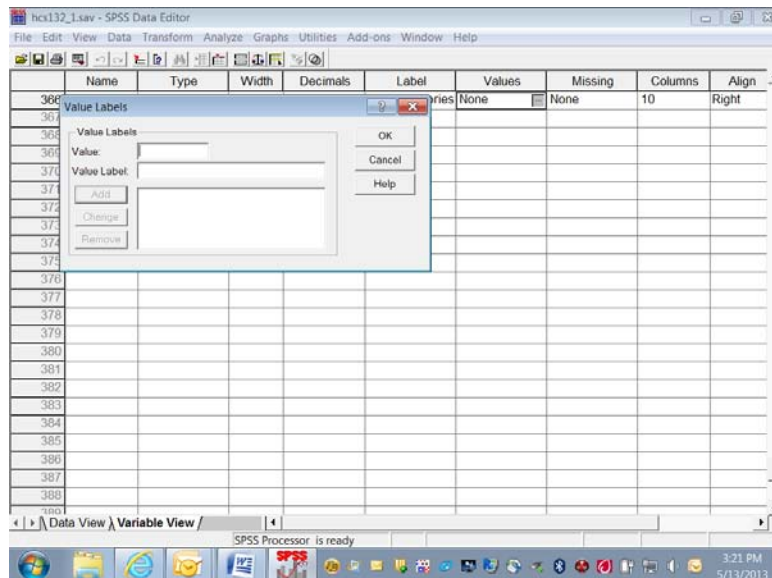 hcs132_1.sav - SPSS Data Editor
File Edit View Data Transform Analyze Graphs Utilities Add-ons Window Help
Name Type Width Decimals Label Values Missing Columns Align
366 ries None None 10 Right
Value Labels
Value Labels
Value:
Value Label:
Add
Change
Remove
OK
Cancel
Help
367
368
369
370
371
372
373
374
375
376
377
378
379
380
381
382
383
384
385
386
387
388
389
Data View Variable View
SPSS Processor is ready
SPSS
3:21 PM
5/13/2013